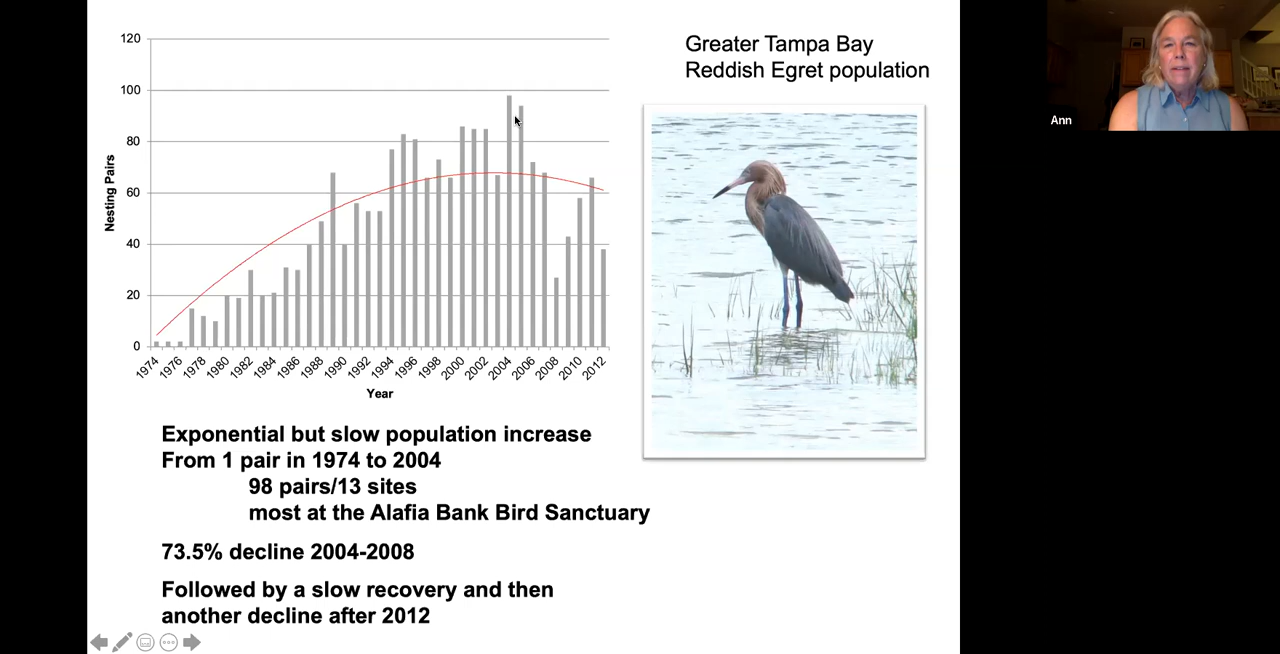 Greater Tampa Bay
Reddish Egret population
Ann
120
100
80
60
40
20
0
Nesting Pairs
1974
1976
1978
1980
1982
1984
1986
1988
1990
1992
1994
1996
1998
2000
2002
2004
2006
2008
2010
2012
Year
Exponential but slow population increase
From 1 pair in 1974 to 2004
98 pairs/13 sites
most at the Alafia Bank Bird Sanctuary
73.5% decline 2004-2008
Followed by a slow recovery and then
another decline after 2012